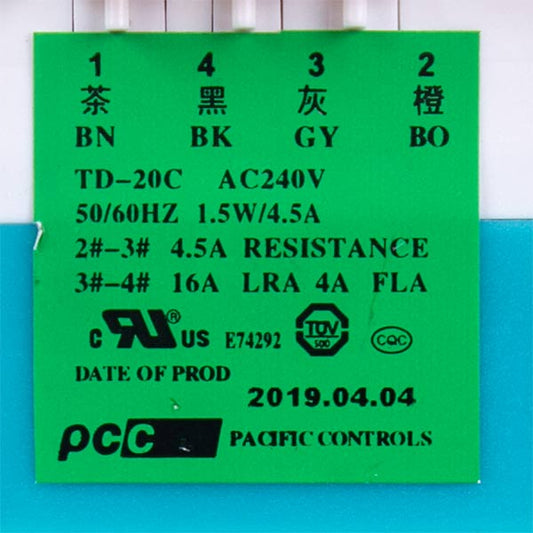 1 4 3 2
茶 黑 灰 橙
BN BK GY BO
TD-20C AC240V
50/60HZ 1.5W/4.5A
2#-3# 4.5A RESISTANCE
3#-4# 16A LRA 4A FLA
C RU® US E74292 TÜV SÜD CQC
DATE OF PROD
2019.04.04
PCC PACIFIC CONTROLS